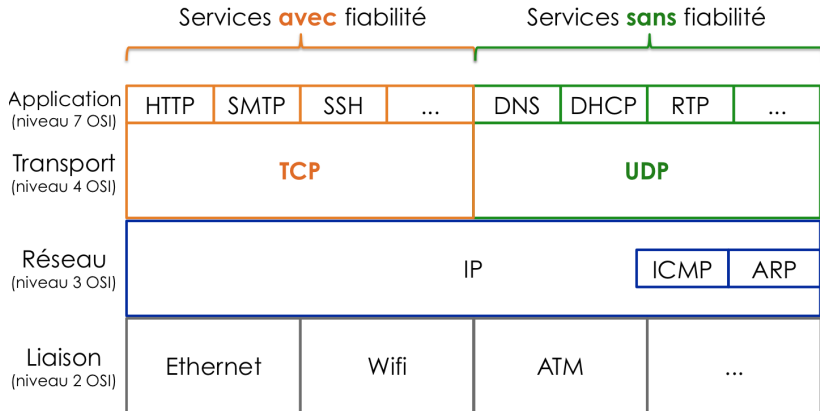 Services avec fiabilité
Services sans fiabilité
Application
(niveau 7 OSI)
HTTP
SMTP
SSH
...
DNS
DHCP
RTP
...
Transport
(niveau 4 OSI)
TCP
UDP
Réseau
(niveau 3 OSI)
IP
ICMP
ARP
Liaison
(niveau 2 OSI)
Ethernet
Wifi
ATM
...